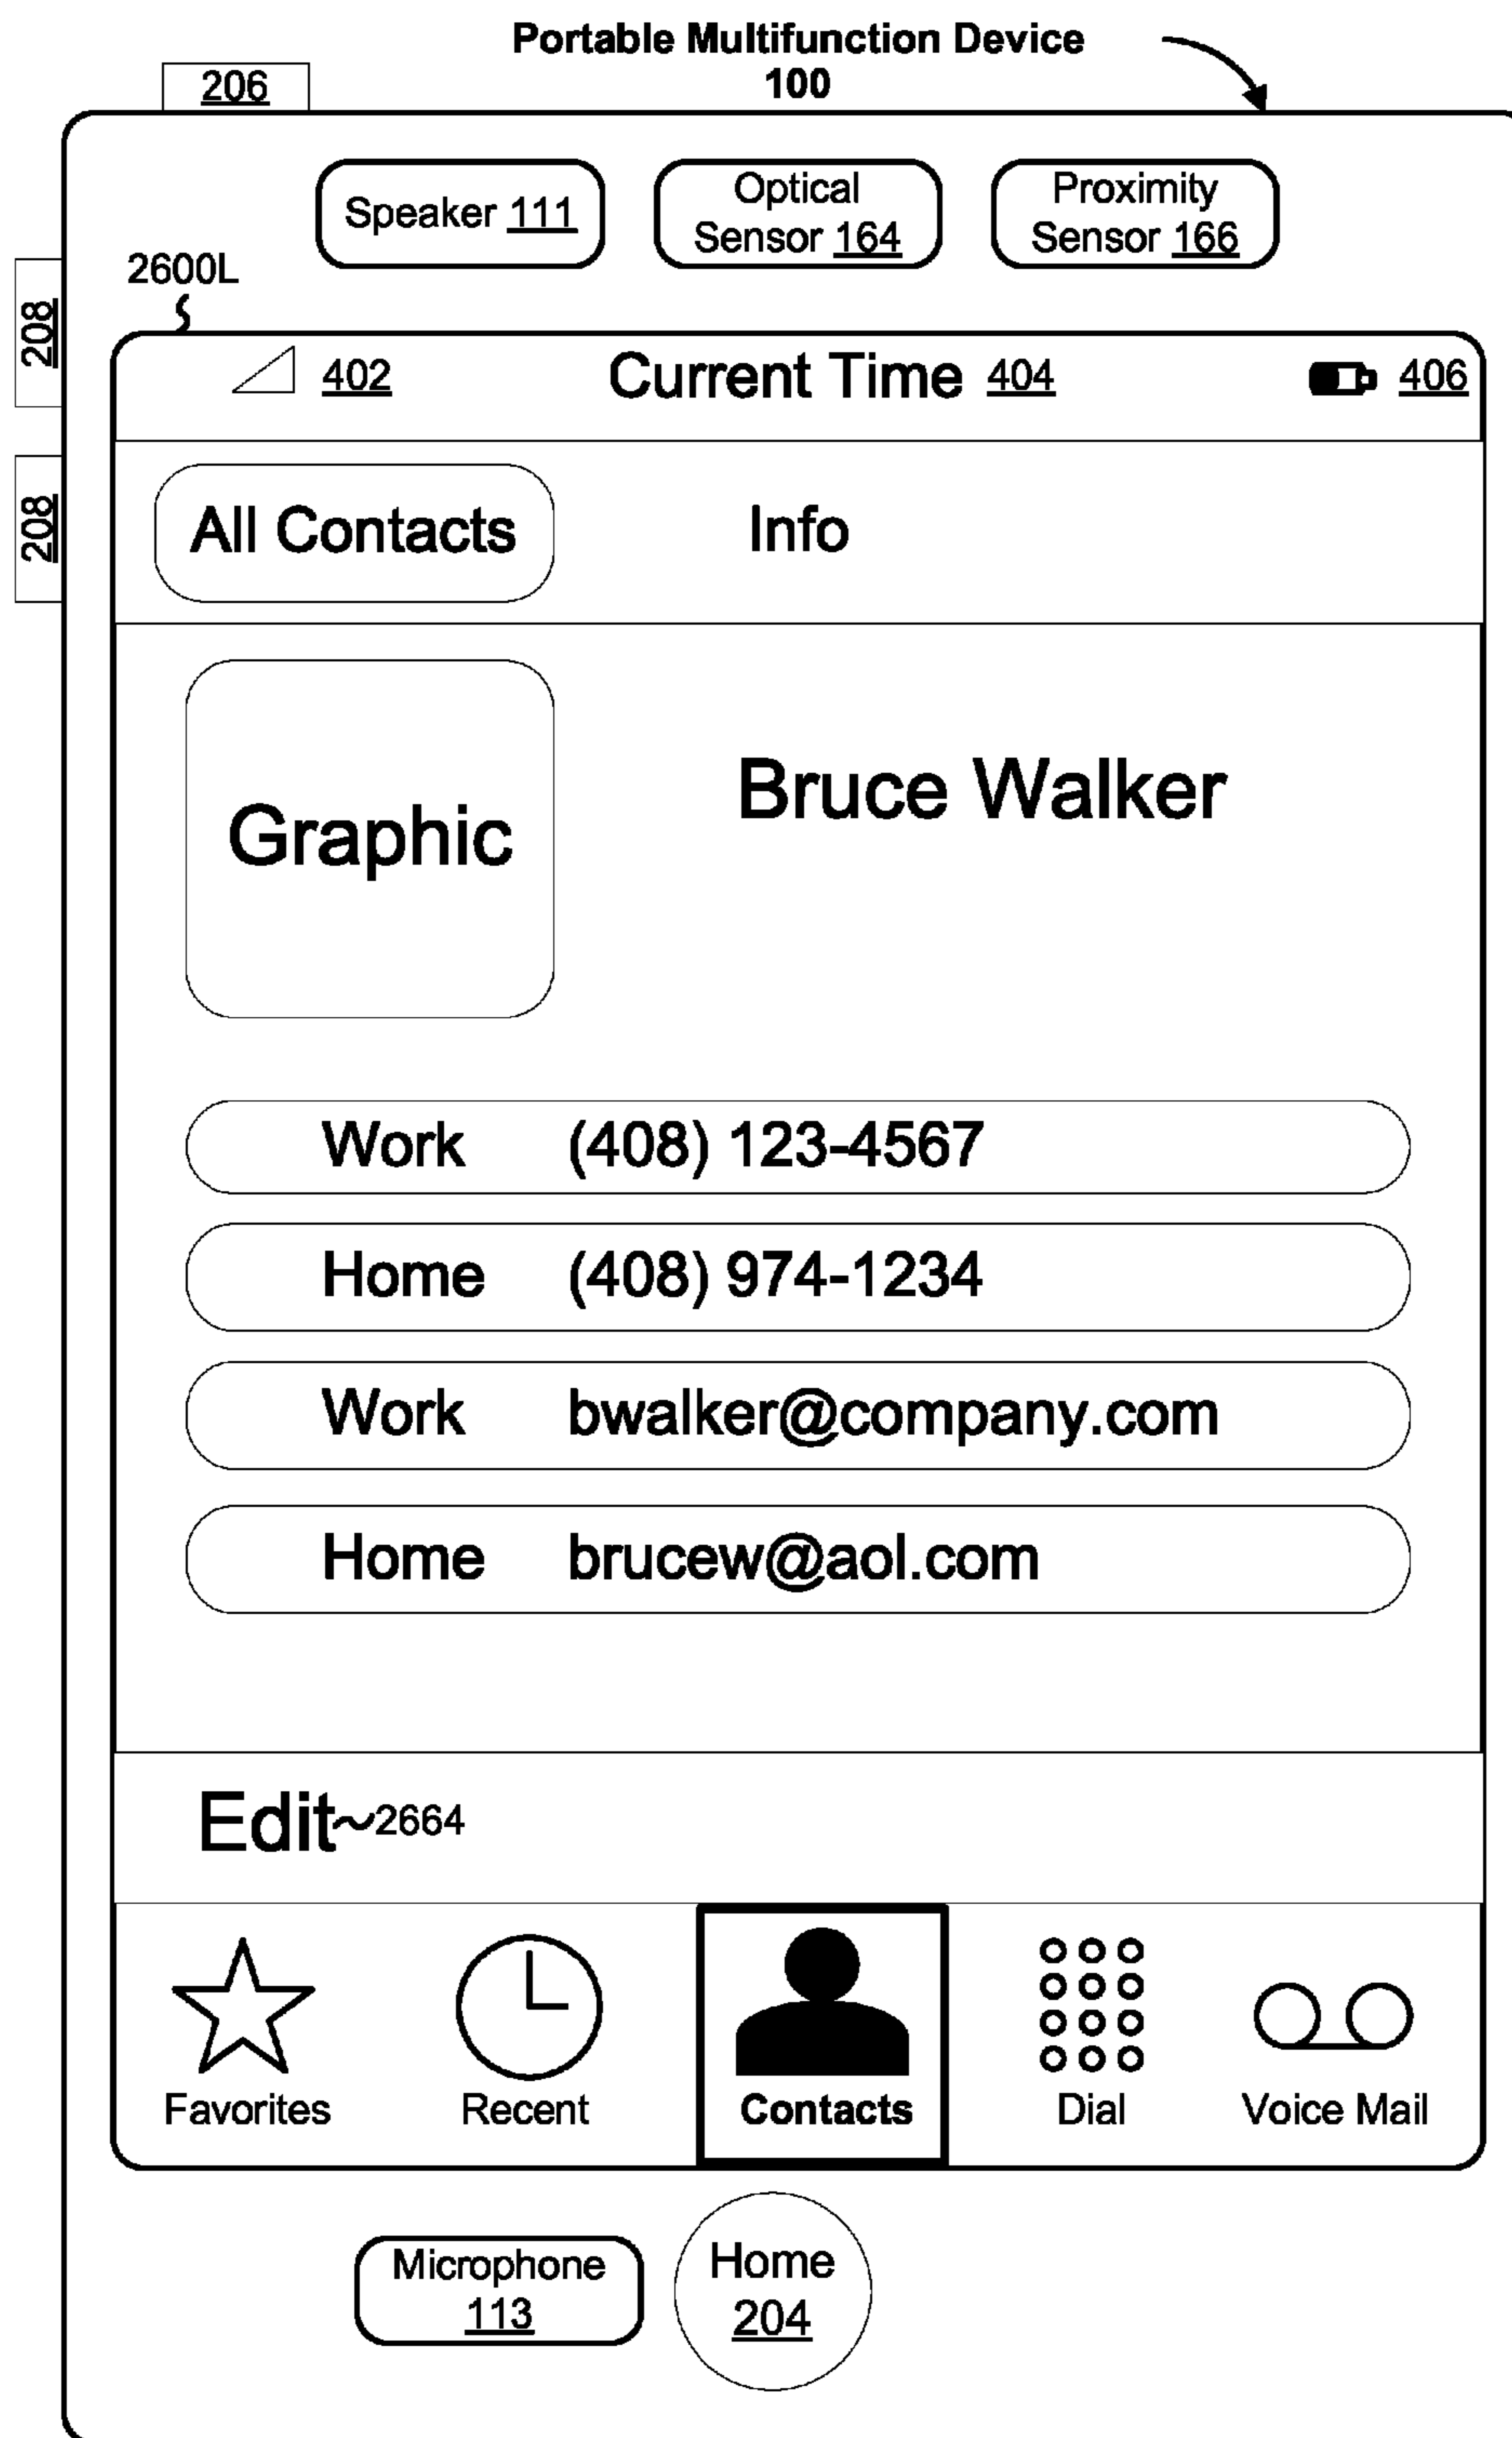 Portable Multifunction Device
100
206
Speaker 111
Optical
Sensor 164
Proximity
Sensor 166
2600L
208
208
402
Current Time 404
406
All Contacts
Info
Graphic
Bruce Walker
Work (408) 123-4567
Home (408) 974-1234
Work bwalker@company.com
Home brucew@aol.com
Edit~2664
Favorites
Recent
Contacts
Dial
Voice Mail
Microphone
113
Home
204